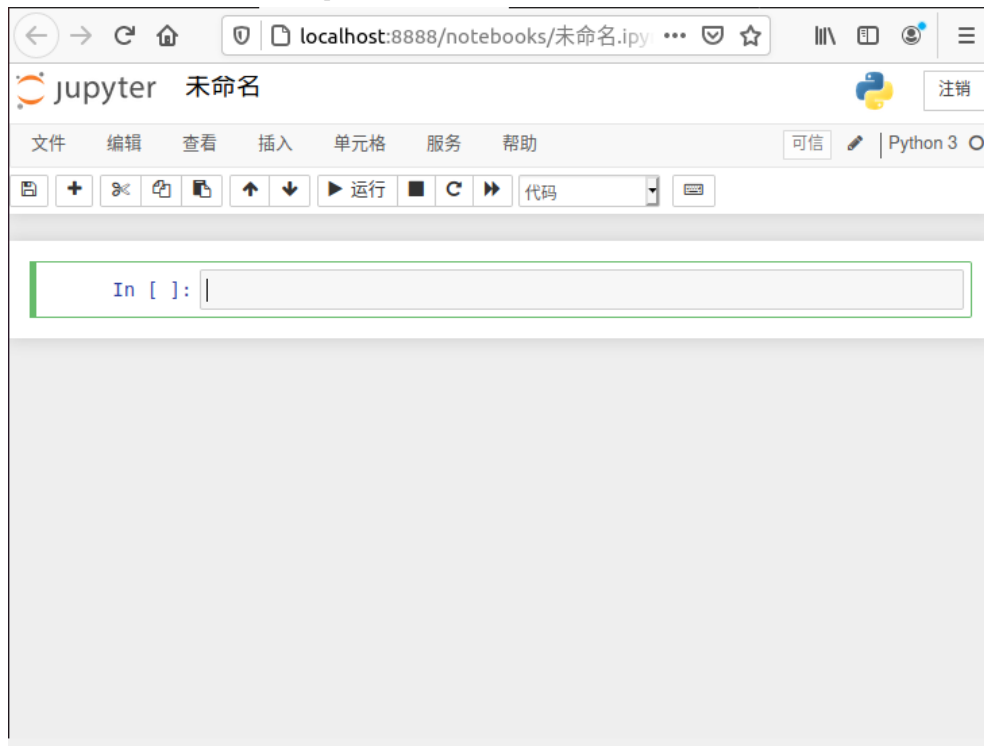 localhost:8888/notebooks/未命名.ipy
jupyter 未命名 注销
文件 编辑 查看 插入 单元格 服务 帮助 可信 Python 3
运行 代码
In [ ]: